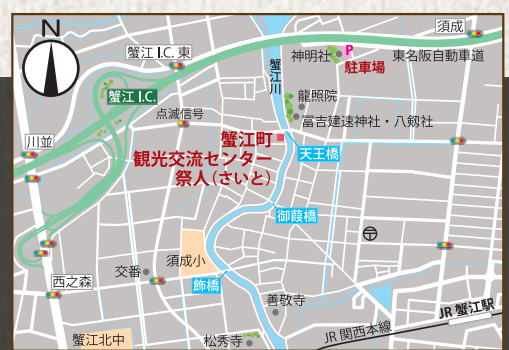 N
須成
蟹江 I.C. 東
神明社
P
駐車場
東名阪自動車道
蟹江川
蟹江 I.C.
龍照院
点滅信号
冨吉建速神社・八剱社
川並
蟹江町
観光交流センター
祭人(さいと)
天王橋
御葭橋
須成小
西之森
交番
飾橋
善敬寺
蟹江北中
松秀寺
JR 関西本線
JR 蟹江駅